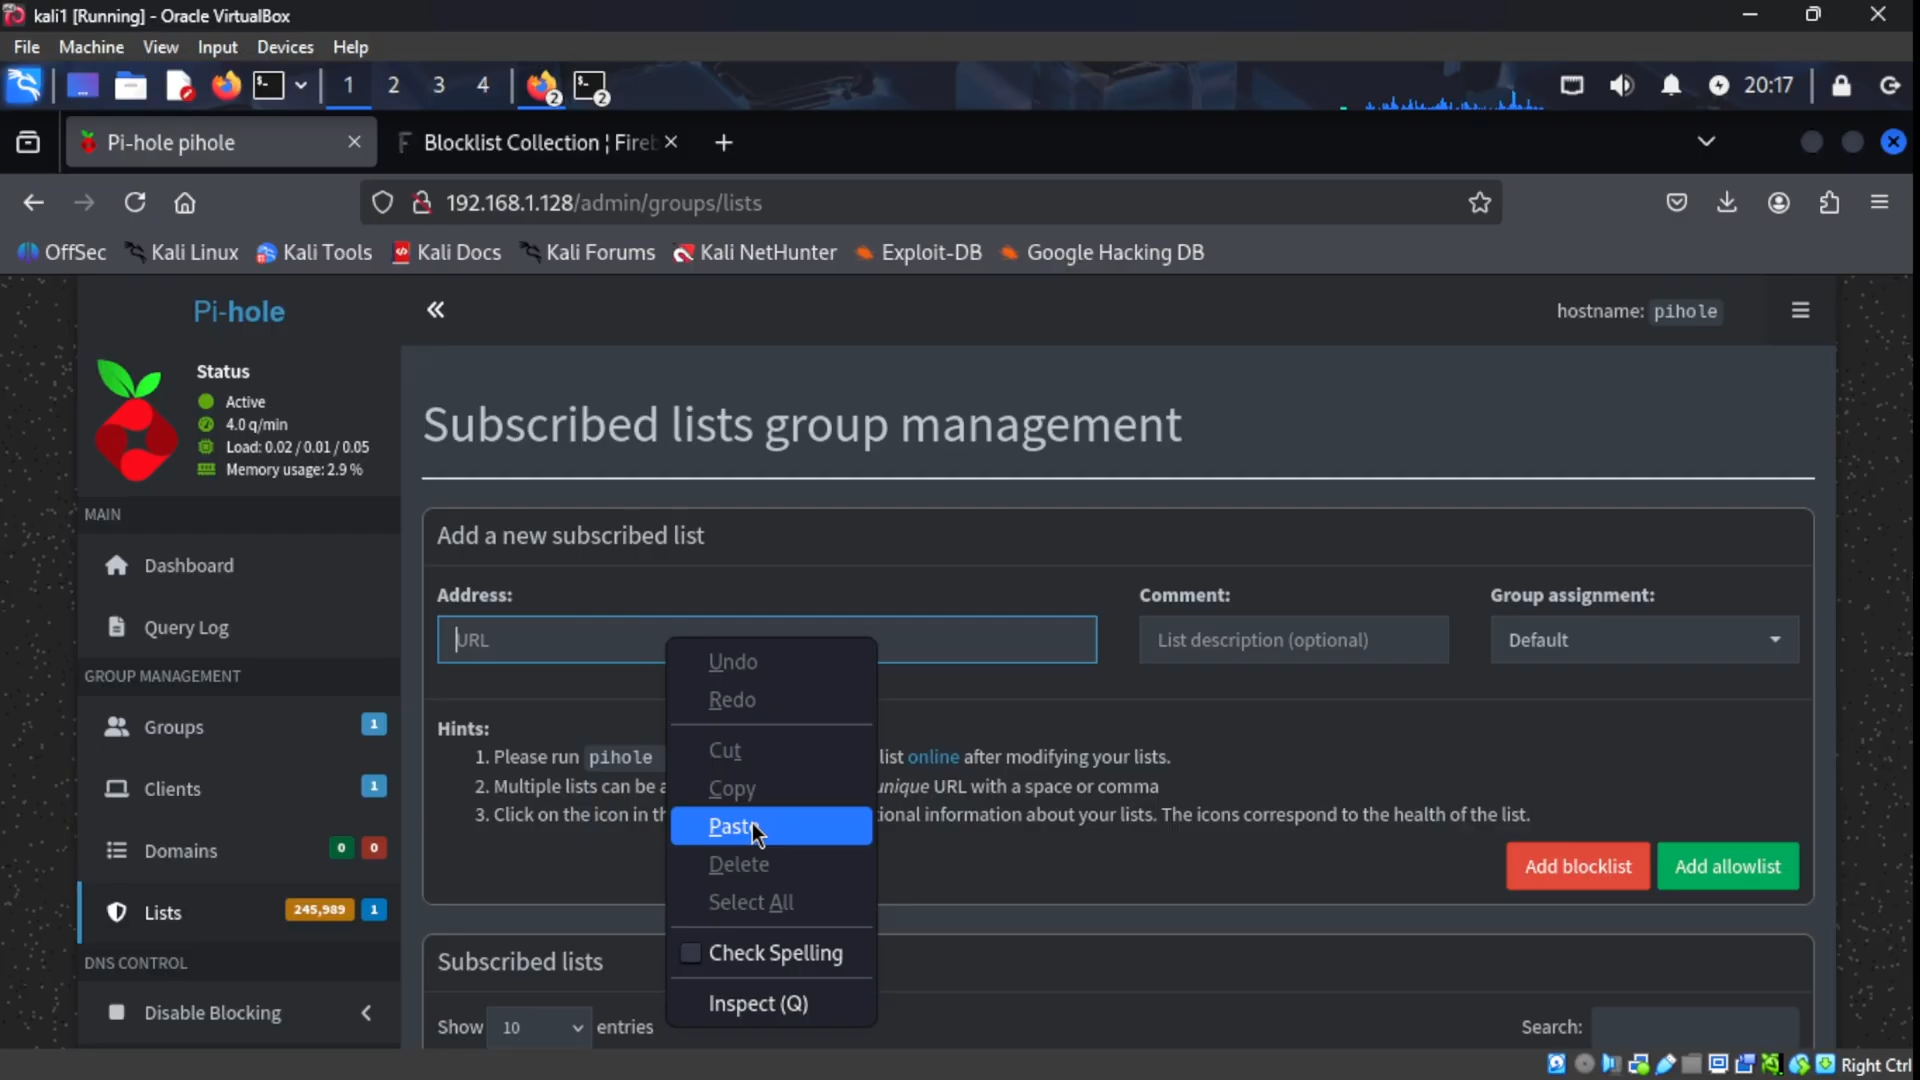 kali1 [Running] - Oracle VirtualBox
File Machine View Input Devices Help
1 2 3 4 2 2 20:17
Pi-hole pihole Blocklist Collection ¦ Fireb
192.168.1.128/admin/groups/lists
OffSec Kali Linux Kali Tools Kali Docs Kali Forums Kali NetHunter Exploit-DB Google Hacking DB
Pi-hole
hostname: pihole
Status
Active
4.0 q/min
Load: 0.02 / 0.01 / 0.05
Memory usage: 2.9 %
MAIN
Dashboard
Query Log
GROUP MANAGEMENT
Groups 1
Clients 1
Domains 0 0
Lists 245,989 1
DNS CONTROL
Disable Blocking
Subscribed lists group management
Add a new subscribed list
Address: Comment: Group assignment:
URL List description (optional) Default
Hints:
1. Please run pihole list online after modifying your lists.
2. Multiple lists can be unique URL with a space or comma
3. Click on the icon in about your lists. The icons correspond to the health of the list.
Add blocklist Add allowlist
Subscribed lists
Show 10 entries Search:
Undo
Redo
Cut
Copy
Paste
Delete
Select All
Check Spelling
Inspect (Q)
Right Ctrl